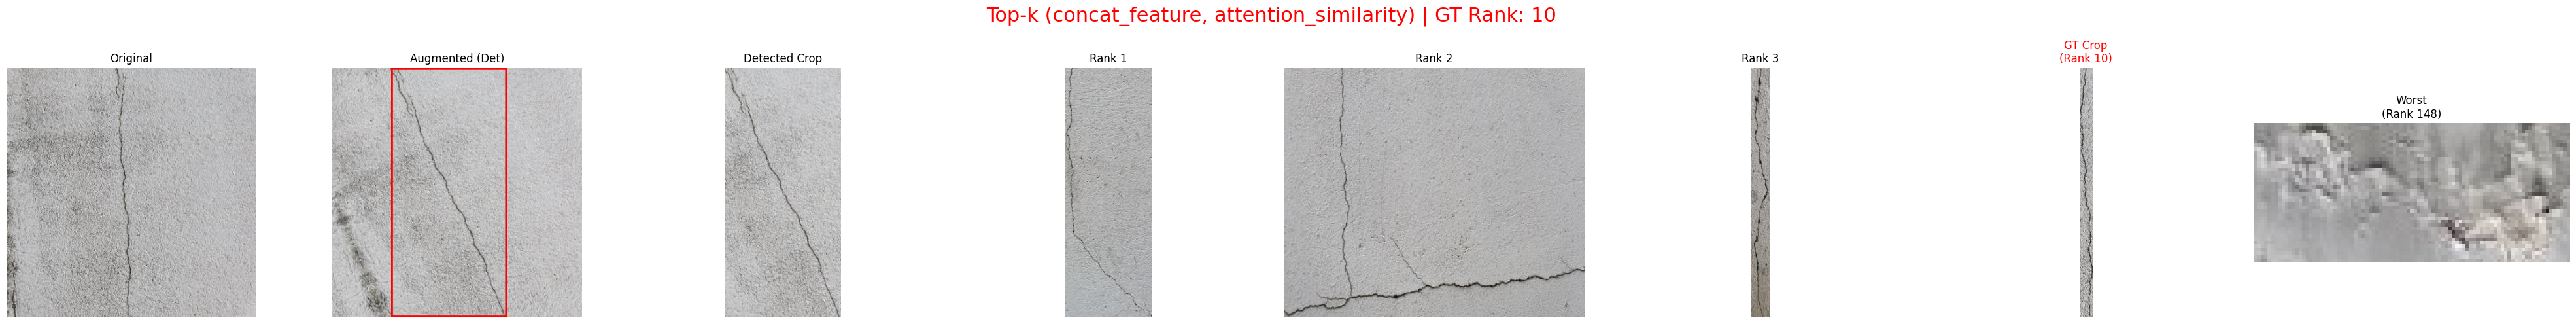 Top-k (concat_feature, attention_similarity) | GT Rank: 10
Original
Augmented (Det)
Detected Crop
Rank 1
Rank 2
Rank 3
GT Crop
(Rank 10)
Worst
(Rank 148)